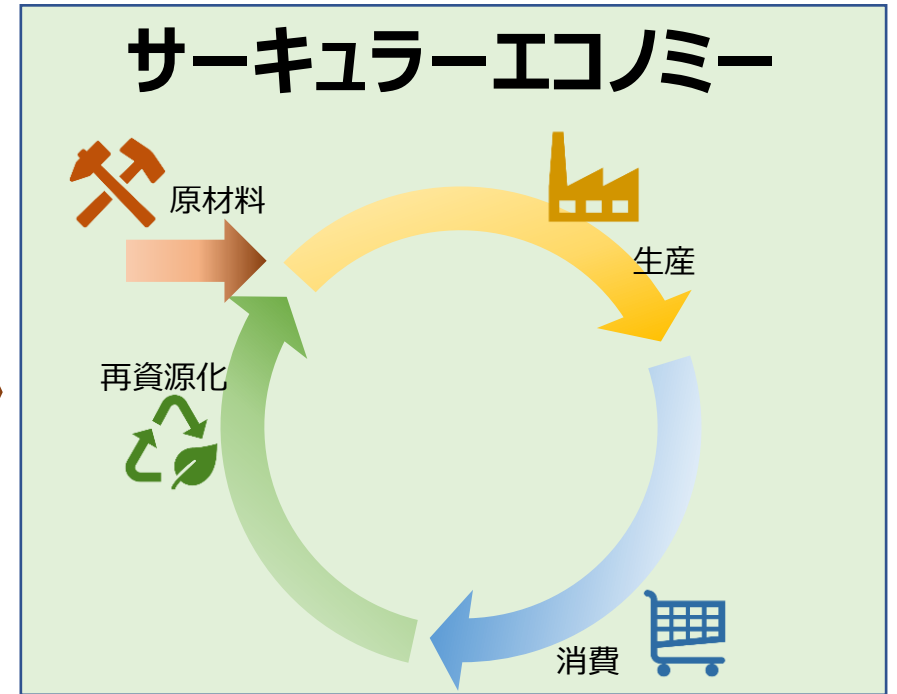 サーキュラーエコノミー
原材料
生産
再資源化
消費